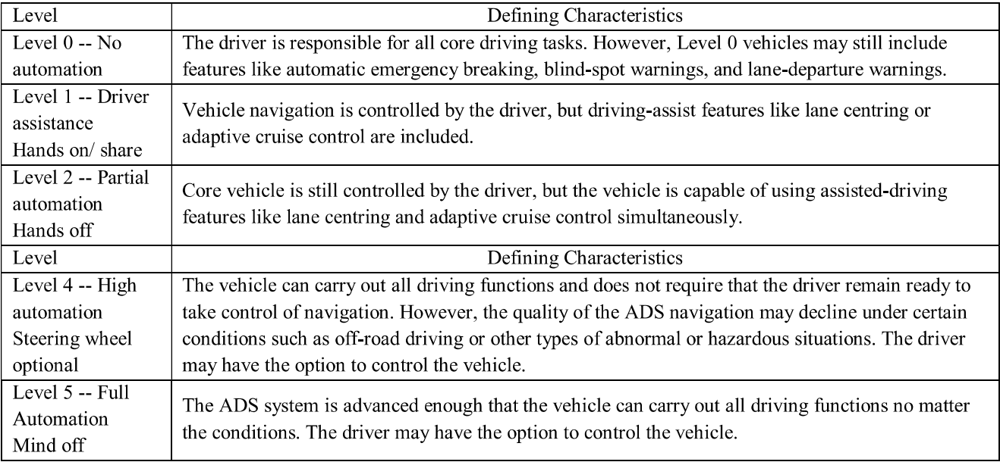 Level Defining Characteristics
Level 0 -- No
automation
The driver is responsible for all core driving tasks. However, Level 0 vehicles may still include
features like automatic emergency breaking, blind-spot warnings, and lane-departure warnings.
Level 1 -- Driver
assistance
Hands on/ share
Vehicle navigation is controlled by the driver, but driving-assist features like lane centring or
adaptive cruise control are included.
Level 2 -- Partial
automation
Hands off
Core vehicle is still controlled by the driver, but the vehicle is capable of using assisted-driving
features like lane centring and adaptive cruise control simultaneously.
Level Defining Characteristics
Level 4 -- High
automation
Steering wheel
optional
The vehicle can carry out all driving functions and does not require that the driver remain ready to
take control of navigation. However, the quality of the ADS navigation may decline under certain
conditions such as off-road driving or other types of abnormal or hazardous situations. The driver
may have the option to control the vehicle.
Level 5 -- Full
Automation
Mind off
The ADS system is advanced enough that the vehicle can carry out all driving functions no matter
the conditions. The driver may have the option to control the vehicle.